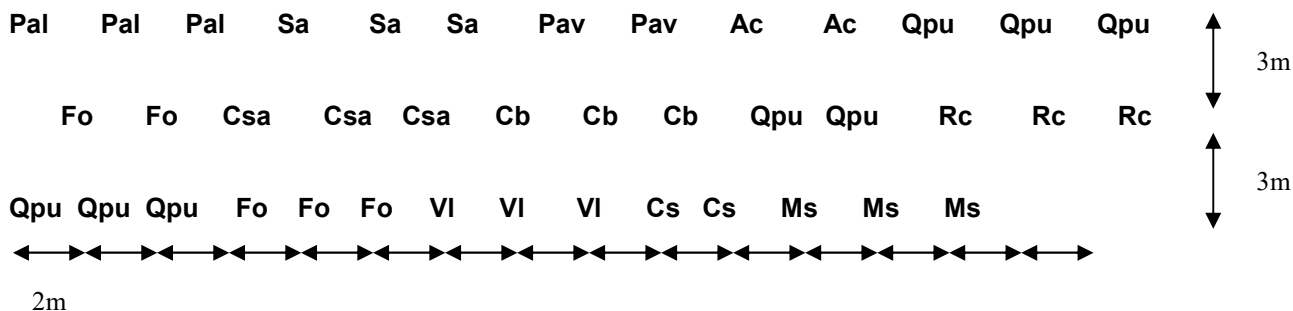 Pal Pal Pal Sa Sa Sa Pav Pav Ac Ac Qpu Qpu Qpu
3m
Fo Fo Csa Csa Csa Cb Cb Cb Qpu Qpu Rc Rc Rc
3m
Qpu Qpu Qpu Fo Fo Fo Vl Vl Vl Cs Cs Ms Ms Ms
2m